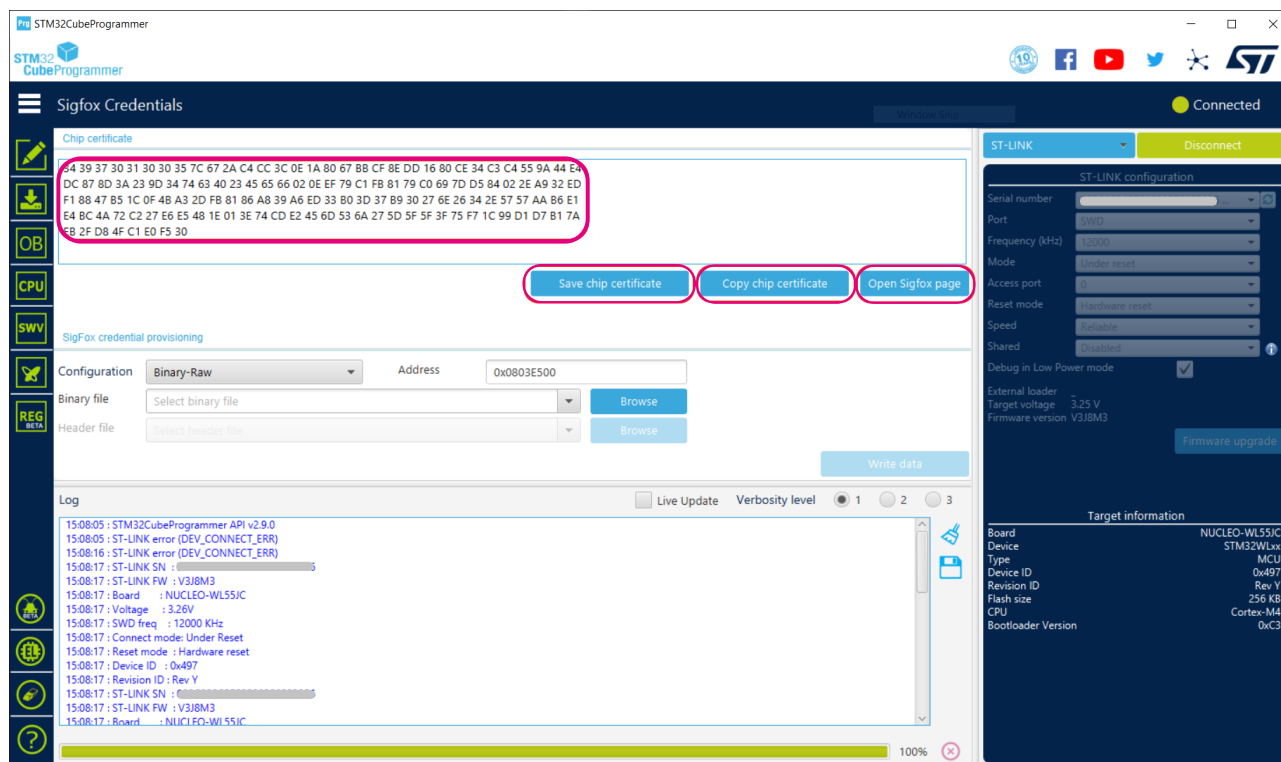 Prg STM32CubeProgrammer
STM32
CubeProgrammer
10
Sigfox Credentials
Window Snip
Connected
Chip certificate
34 39 37 30 31 30 30 35 7C 67 2A C4 CC 3C 0E 1A 80 67 BB CF 8E DD 16 80 CE 34 C3 C4 55 9A 44 E4
DC 87 8D 3A 23 9D 34 74 63 40 23 45 65 66 02 0E EF 79 C1 FB 81 79 C0 69 7D D5 84 02 2E A9 32 ED
F1 88 47 B5 1C 0F 4B A3 2D FB 81 86 A8 39 A6 ED 33 B0 3D 37 B9 30 27 6E 26 34 2E 57 57 AA B6 E1
E4 BC 4A 72 C2 27 E6 E5 48 1E 01 3E 74 CD E2 45 6D 53 6A 27 5D 5F 5F 3F 75 F7 1C 99 D1 D7 B1 7A
EB 2F D8 4F C1 E0 F5 30
Save chip certificate
Copy chip certificate
Open Sigfox page
SigFox credential provisioning
Configuration
Binary-Raw
Address
0x0803E500
Binary file
Select binary file
Browse
Header file
Select header file
Browse
Write data
OB
CPU
SWV
REG
BETA
BETA
EL
?
Log
Live Update
Verbosity level
1
2
3
15:08:05 : STM32CubeProgrammer API v2.9.0
15:08:05 : ST-LINK error (DEV_CONNECT_ERR)
15:08:16 : ST-LINK error (DEV_CONNECT_ERR)
15:08:17 : ST-LINK SN :
15:08:17 : ST-LINK FW : V3J8M3
15:08:17 : Board : NUCLEO-WL55JC
15:08:17 : Voltage : 3.26V
15:08:17 : SWD freq : 12000 KHz
15:08:17 : Connect mode: Under Reset
15:08:17 : Reset mode : Hardware reset
15:08:17 : Device ID : 0x497
15:08:17 : Revision ID : Rev Y
15:08:17 : ST-LINK SN :
15:08:17 : ST-LINK FW : V3J8M3
15:08:17 : Board : NUCLEO-WL55JC
100%
ST-LINK
Disconnect
ST-LINK configuration
Serial number
...
Port
SWD
Frequency (kHz)
12000
Mode
Under reset
Access port
0
Reset mode
Hardware reset
Speed
Reliable
Shared
Disabled
Debug in Low Power mode
External loader _
Target voltage 3.25 V
Firmware version V3J8M3
Firmware upgrade
Target information
Board NUCLEO-WL55JC
Device STM32WLxx
Type MCU
Device ID 0x497
Revision ID Rev Y
Flash size 256 KB
CPU Cortex-M4
Bootloader Version 0xC3